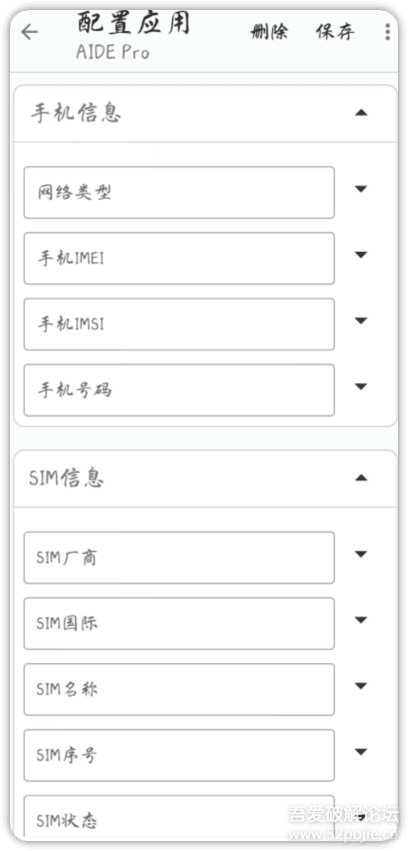 配置应用 删除 保存
AIDE Pro
手机信息
网络类型
手机IMEI
手机IMSI
手机号码
SIM信息
SIM厂商
SIM国际
SIM名称
SIM序号
SIM状态
吾爱破解论坛
www.52pojie.cn